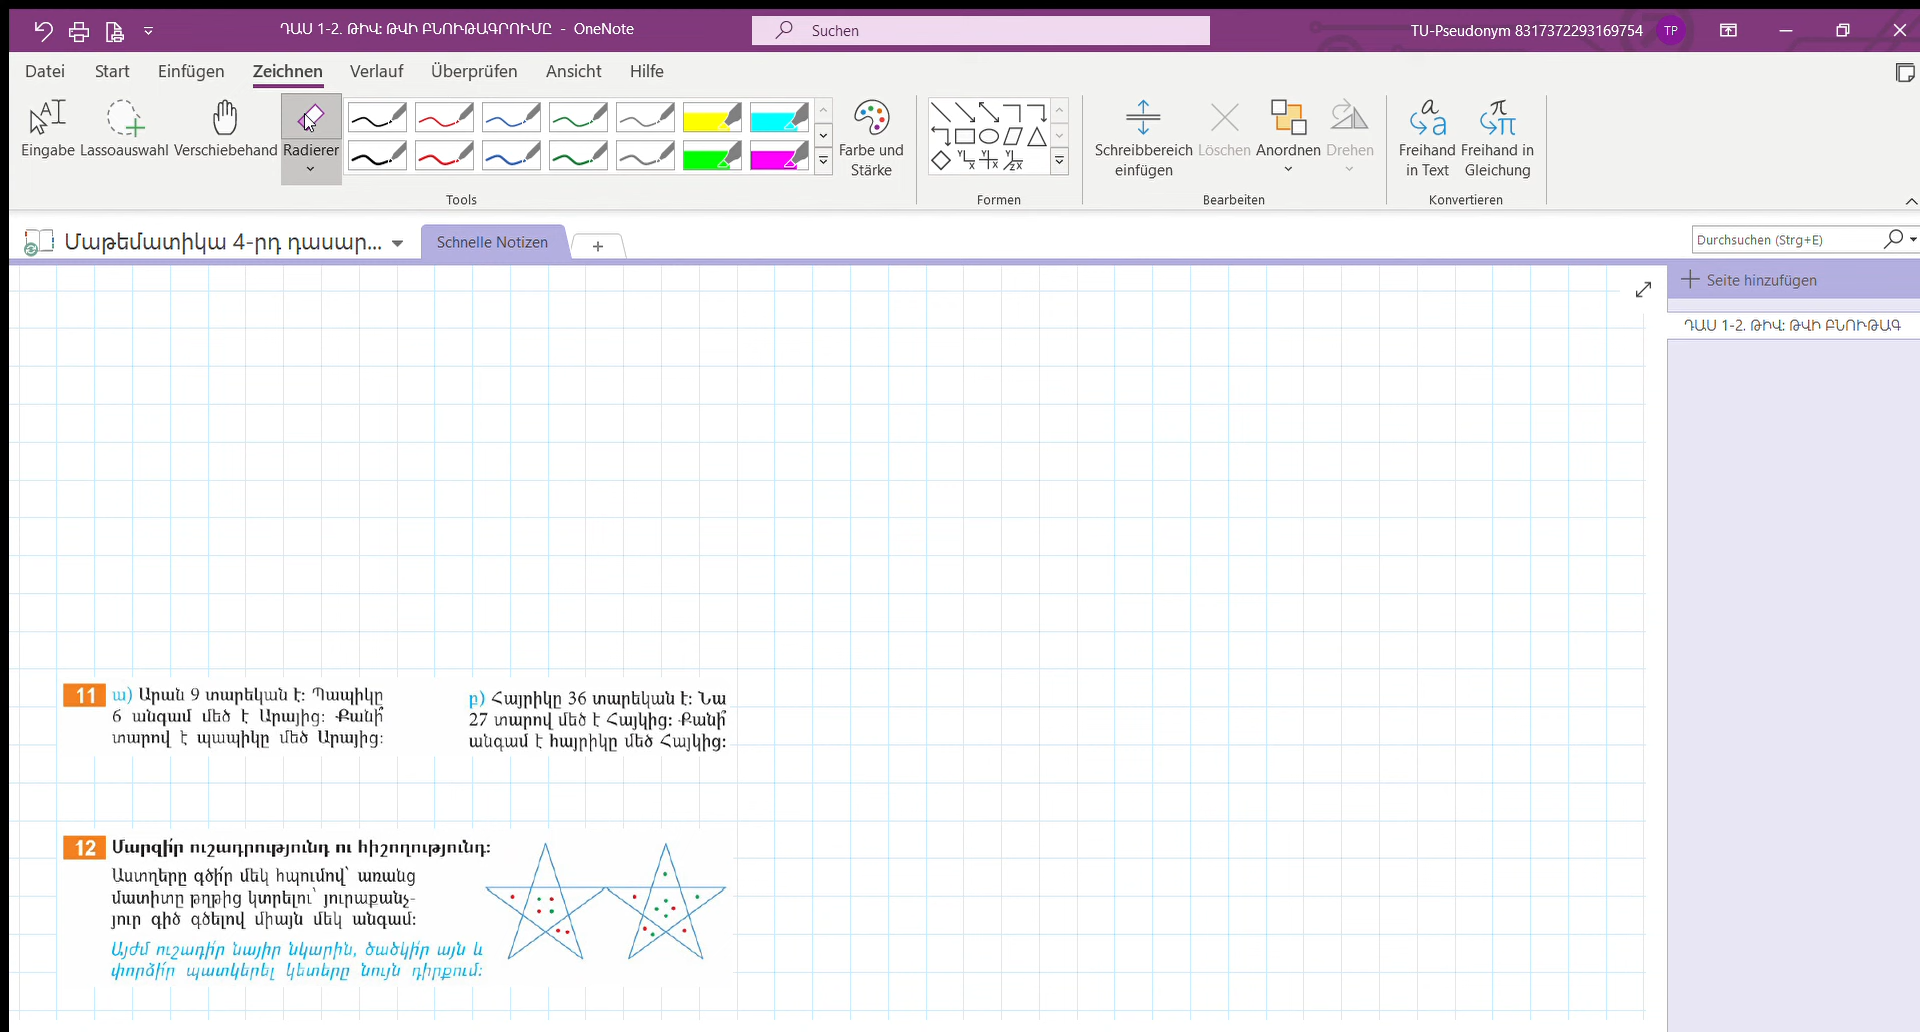 ԴԱՍ 1-2. ԹԻՎ: ԹՎԻ ԲՆՈՒԹԱԳՐՈՒՄԸ - OneNote
Suchen
TU-Pseudonym 8317372293169754
TP
Datei Start Einfügen Zeichnen Verlauf Überprüfen Ansicht Hilfe
Eingabe Lassoauswahl Verschiebehand Radierer
Farbe und
Stärke
Schreibbereich
einfügen
Löschen Anordnen Drehen
Freihand
in Text
Freihand in
Gleichung
Tools Formen Bearbeiten Konvertieren
Մաթեմատիկա 4-րդ դասար...
Schnelle Notizen
Durchsuchen (Strg+E)
Seite hinzufügen
ԴԱՍ 1-2. ԹԻՎ: ԹՎԻ ԲՆՈՒԹԱԳ
11 ա) Արան 9 տարեկան է: Պապիկը
6 անգամ մեծ է Արայից: Քանի՞
տարով է պապիկը մեծ Արայից:
բ) Հայրիկը 36 տարեկան է: Նա
27 տարով մեծ է Հայկից: Քանի՞
անգամ է հայրիկը մեծ Հայկից:
12 Մարզի՛ր ուշադրությունդ ու հիշողությունդ:
Աստղերը գծի՛ր մեկ հպումով՝ առանց
մատիտը թղթից կտրելու՝ յուրաքանչ-
յուր գիծ գծելով միայն մեկ անգամ:
Այժմ ուշադի՛ր նայիր նկարին, ծածկի՛ր այն և
փորձի՛ր պատկերել կետերը նույն դիրքում: